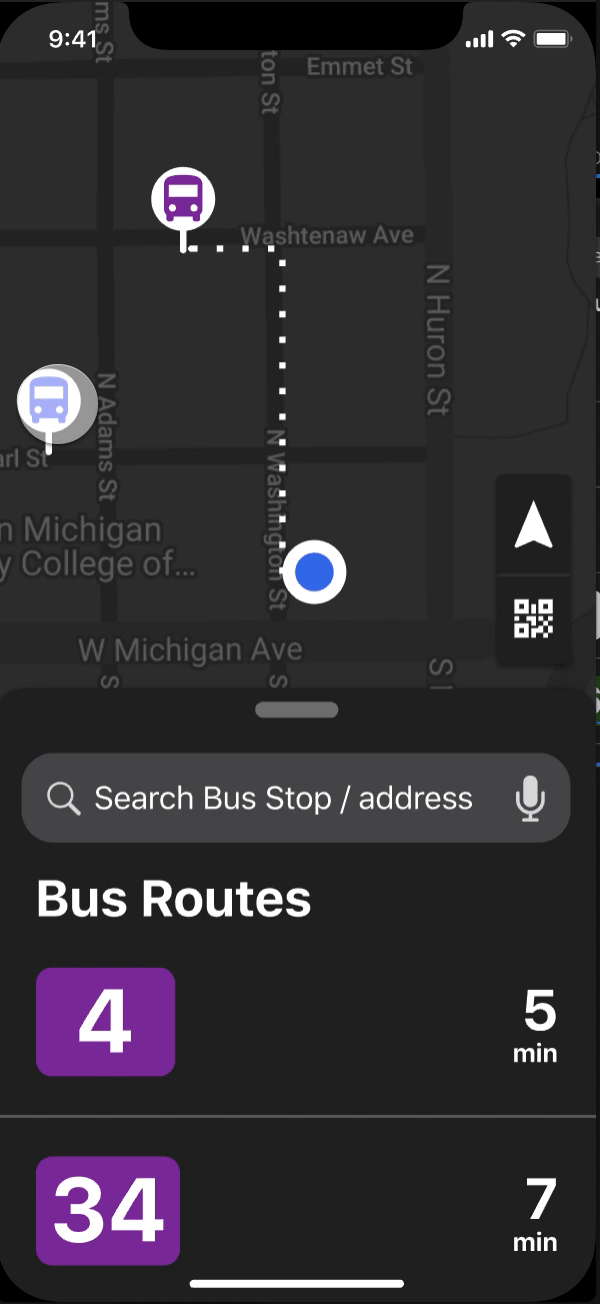 9:41
ms St
ton St
Emmet St
Washtenaw Ave
N Huron St
N Adams St
arl St
N Washington St
n Michigan
y College of...
W Michigan Ave
S
S
S
Search Bus Stop / address
Bus Routes
4
5
min
34
7
min